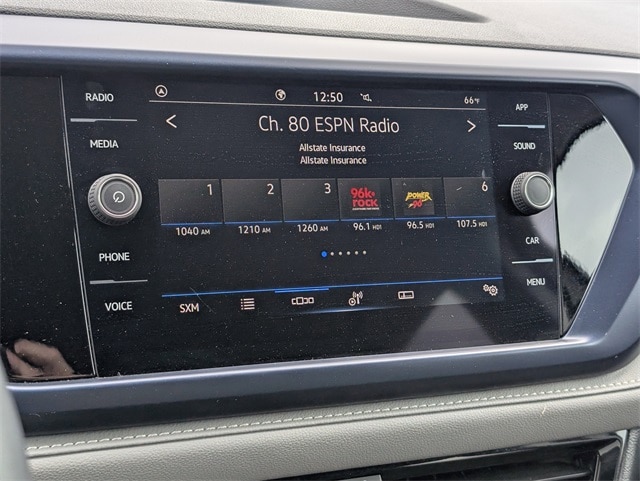 RADIO
MEDIA
PHONE
VOICE
12:50
66°F
Ch. 80 ESPN Radio
Allstate Insurance
Allstate Insurance
1
2
3
96k
rock
POWER
96
6
1040 AM
1210 AM
1260 AM
96.1 HD1
96.5 HD1
107.5 HD1
SXM
APP
SOUND
CAR
MENU